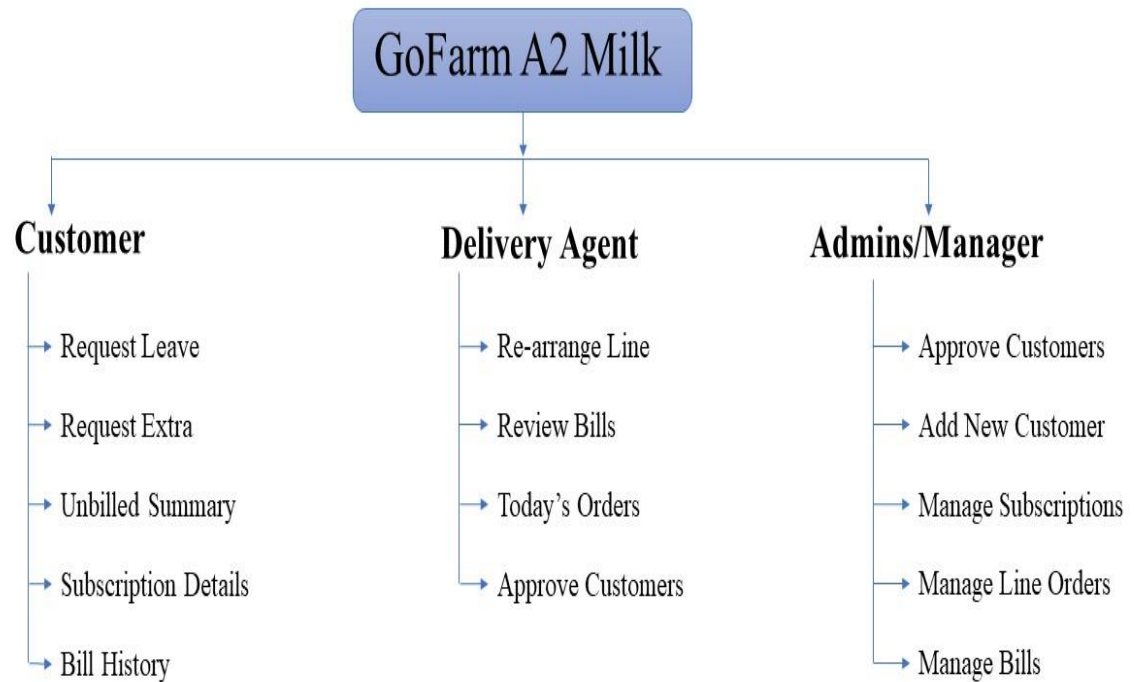 GoFarm A2 Milk
Customer
Request Leave
Request Extra
Unbilled Summary
Subscription Details
Bill History
Delivery Agent
Re-arrange Line
Review Bills
Today’s Orders
Approve Customers
Admins/Manager
Approve Customers
Add New Customer
Manage Subscriptions
Manage Line Orders
Manage Bills